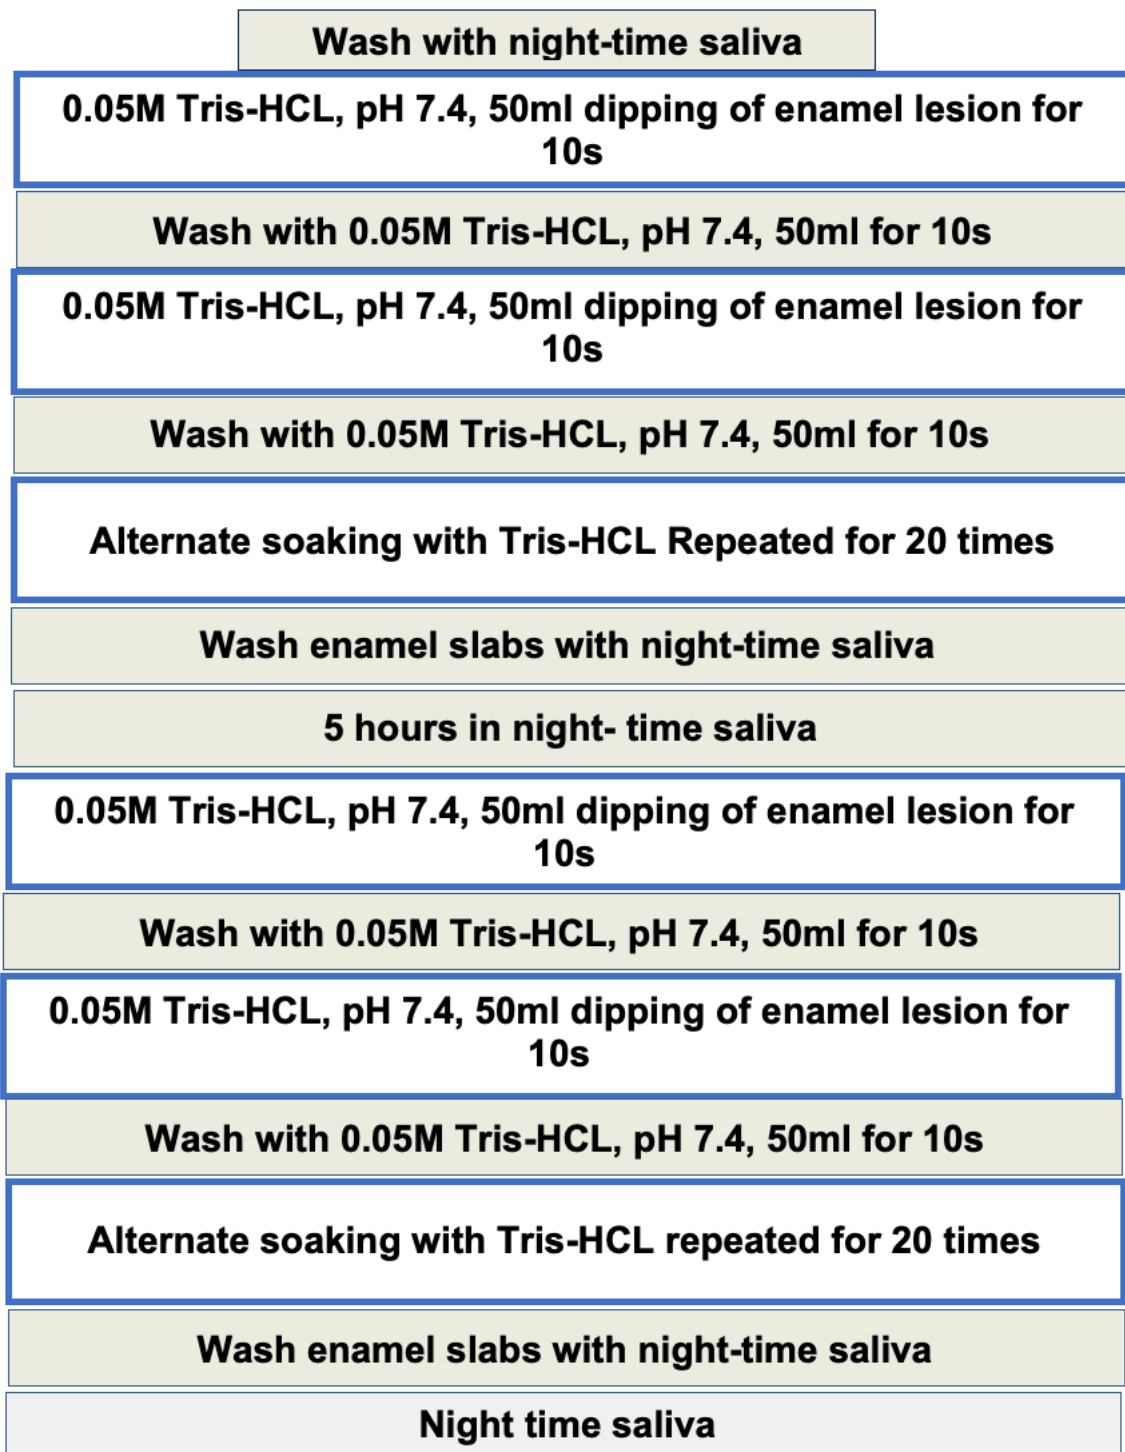 Wash with night-time saliva
0.05M Tris-HCL, pH 7.4, 50ml dipping of enamel lesion for
10s
Wash with 0.05M Tris-HCL, pH 7.4, 50ml for 10s
0.05M Tris-HCL, pH 7.4, 50ml dipping of enamel lesion for
10s
Wash with 0.05M Tris-HCL, pH 7.4, 50ml for 10s
Alternate soaking with Tris-HCL Repeated for 20 times
Wash enamel slabs with night-time saliva
5 hours in night- time saliva
0.05M Tris-HCL, pH 7.4, 50ml dipping of enamel lesion for
10s
Wash with 0.05M Tris-HCL, pH 7.4, 50ml for 10s
0.05M Tris-HCL, pH 7.4, 50ml dipping of enamel lesion for
10s
Wash with 0.05M Tris-HCL, pH 7.4, 50ml for 10s
Alternate soaking with Tris-HCL repeated for 20 times
Wash enamel slabs with night-time saliva
Night time saliva